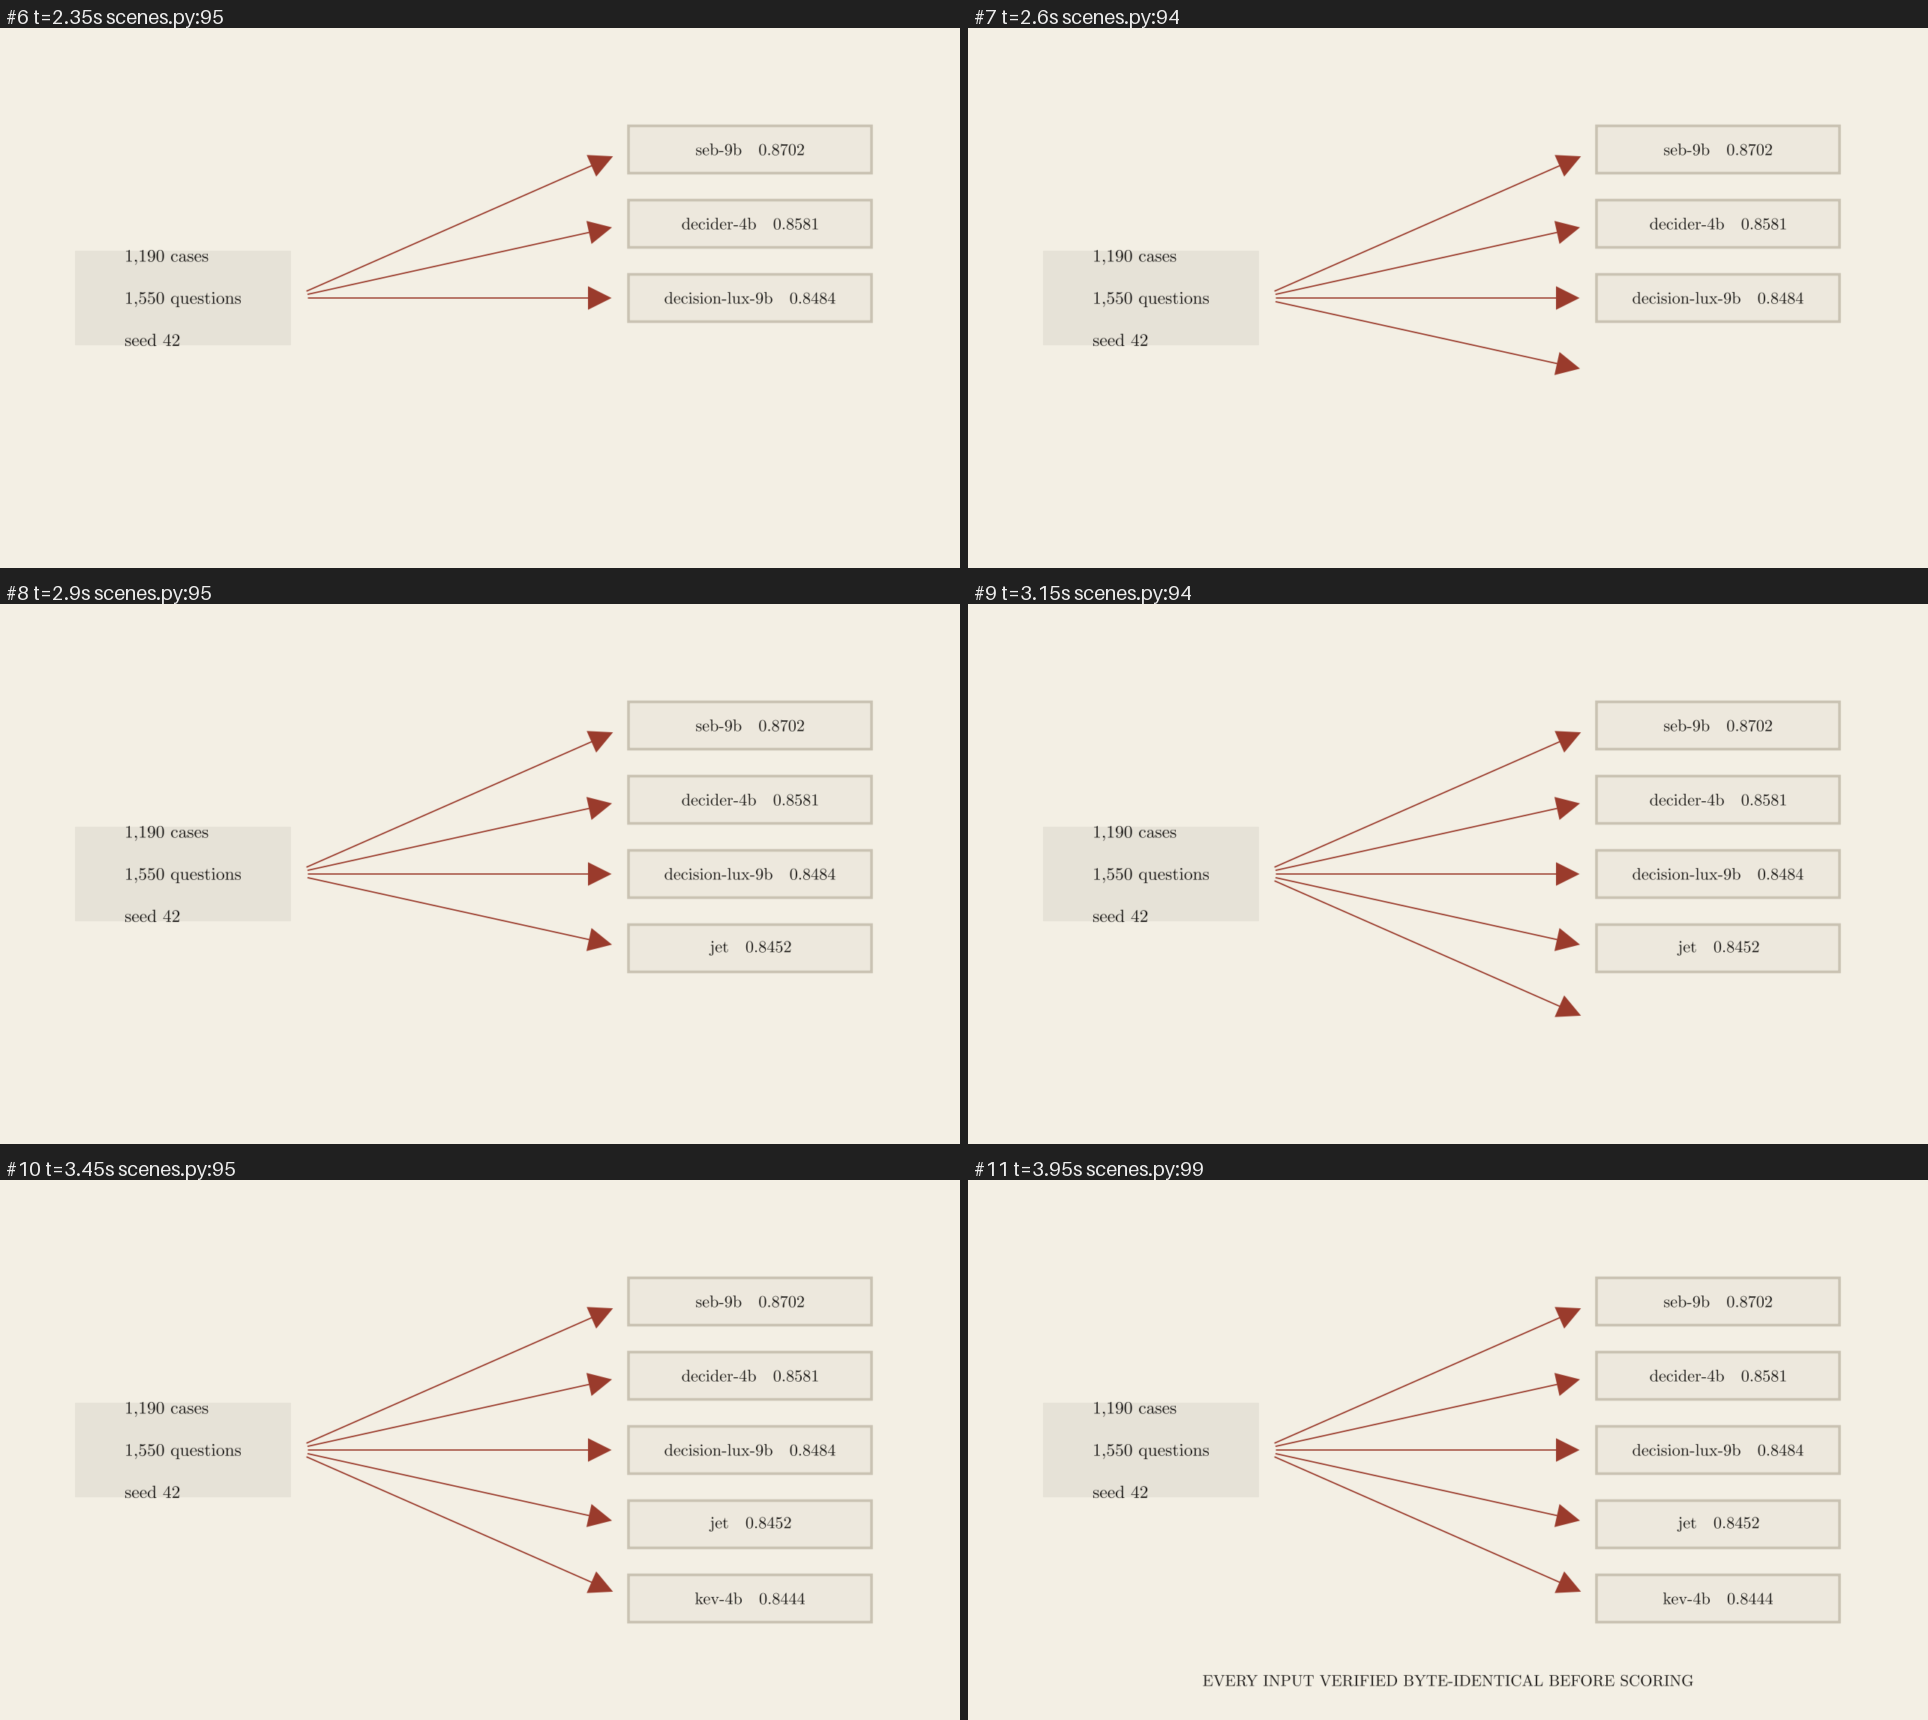 #6 t=2.35s scenes.py:95
seb-9b 0.8702
decider-4b 0.8581
1,190 cases
1,550 questions
seed 42
decision-lux-9b 0.8484
#7 t=2.6s scenes.py:94
seb-9b 0.8702
decider-4b 0.8581
1,190 cases
1,550 questions
seed 42
decision-lux-9b 0.8484
#8 t=2.9s scenes.py:95
seb-9b 0.8702
decider-4b 0.8581
1,190 cases
1,550 questions
seed 42
decision-lux-9b 0.8484
jet 0.8452
#9 t=3.15s scenes.py:94
seb-9b 0.8702
decider-4b 0.8581
1,190 cases
1,550 questions
seed 42
decision-lux-9b 0.8484
jet 0.8452
#10 t=3.45s scenes.py:95
seb-9b 0.8702
decider-4b 0.8581
1,190 cases
1,550 questions
seed 42
decision-lux-9b 0.8484
jet 0.8452
kev-4b 0.8444
#11 t=3.95s scenes.py:99
seb-9b 0.8702
decider-4b 0.8581
1,190 cases
1,550 questions
seed 42
decision-lux-9b 0.8484
jet 0.8452
kev-4b 0.8444
EVERY INPUT VERIFIED BYTE-IDENTICAL BEFORE SCORING